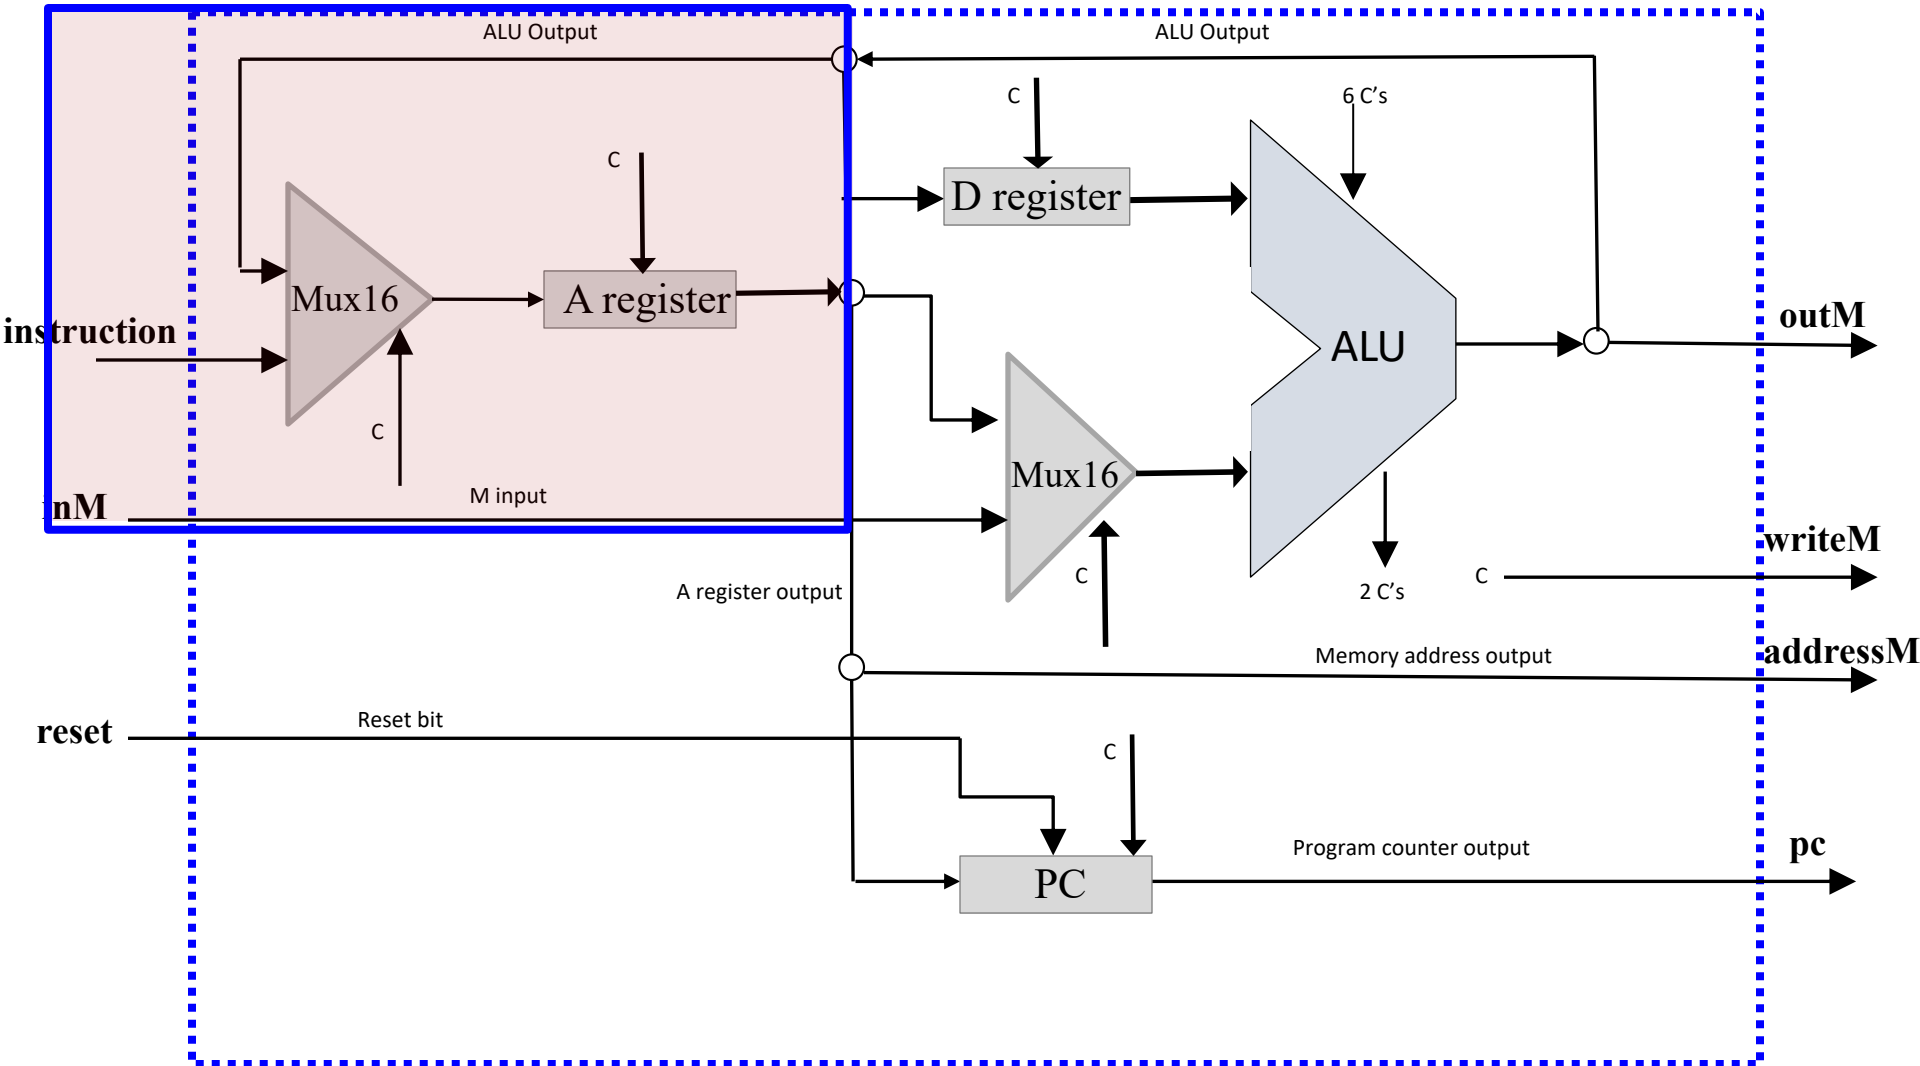 ALU Output
ALU Output
C
6 C's
C
D register
Mux16
A register
instruction
outM
ALU
C
Mux16
M input
inM
writeM
C
C
A register output
2 C's
Memory address output
addressM
Reset bit
reset
C
Program counter output
pc
PC